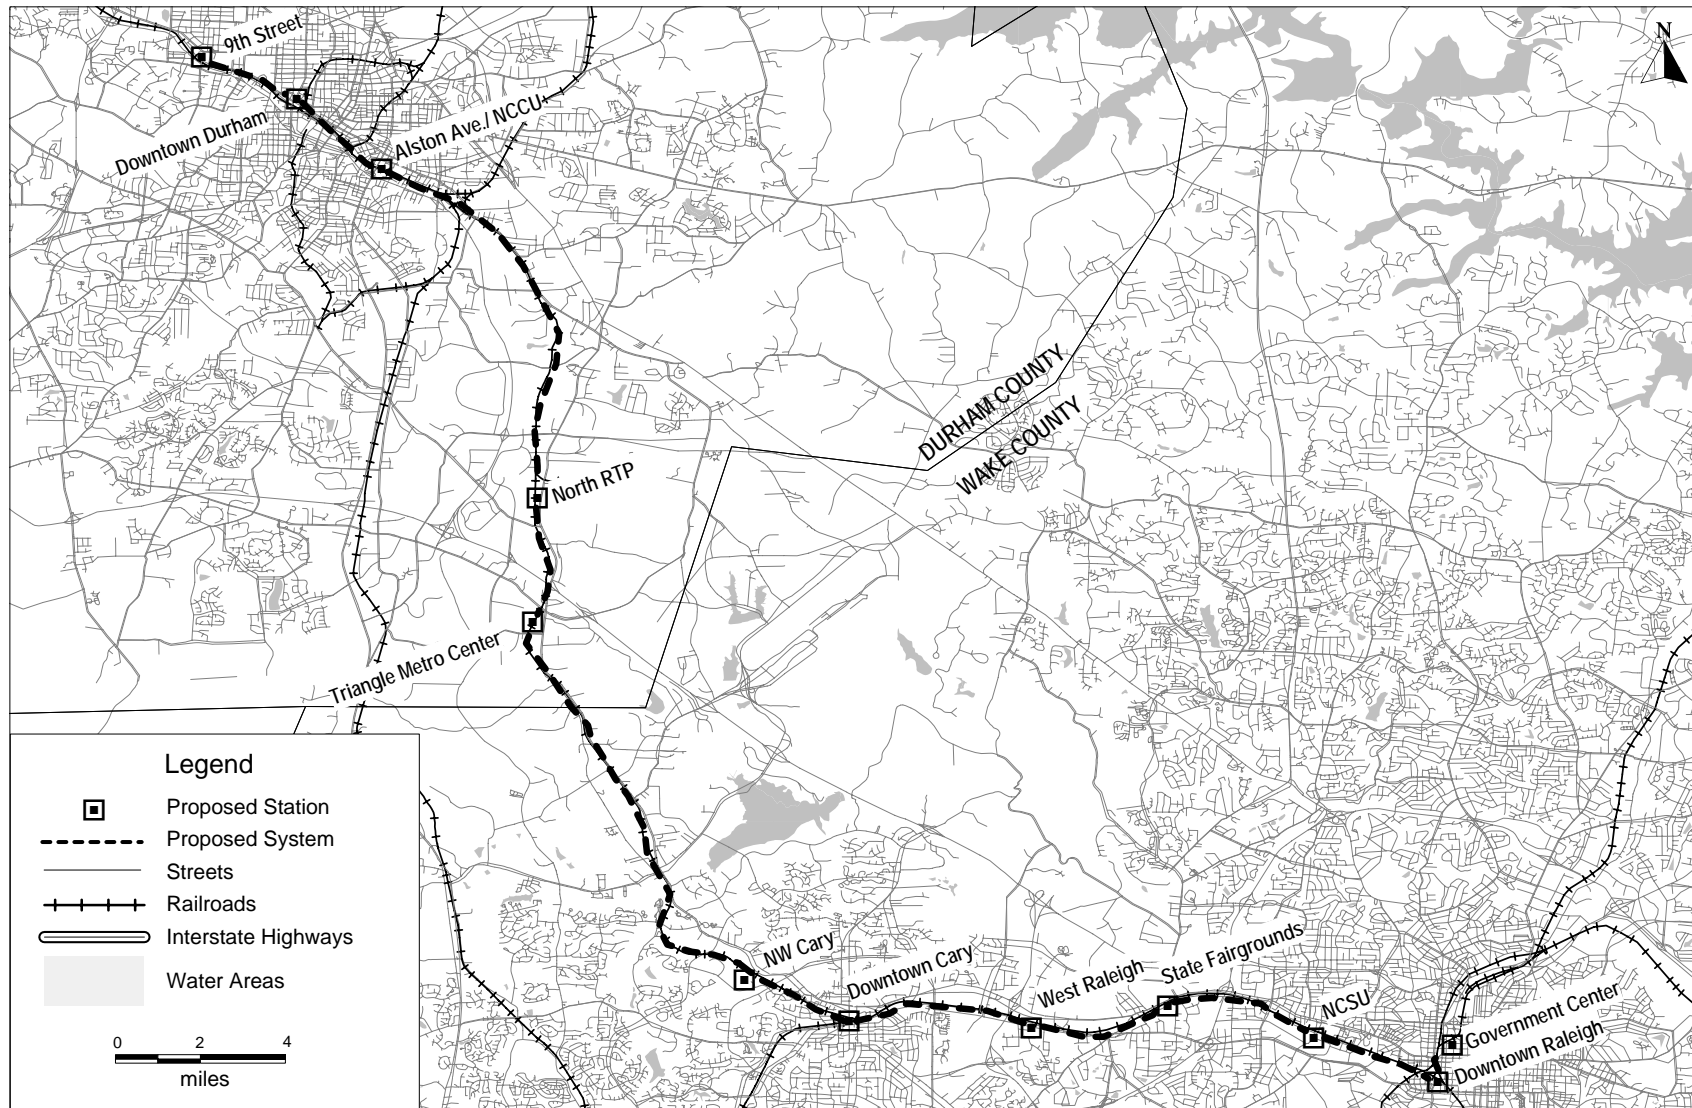 N
9th Street
Downtown Durham
Alston Ave./ NCCU
DURHAM COUNTY
WAKE COUNTY
North RTP
Triangle Metro Center
NW Cary
Downtown Cary
West Raleigh
State Fairgrounds
NCSU
Government Center
Downtown Raleigh
Legend
Proposed Station
Proposed System
Streets
Railroads
Interstate Highways
Water Areas
0 2 4
miles